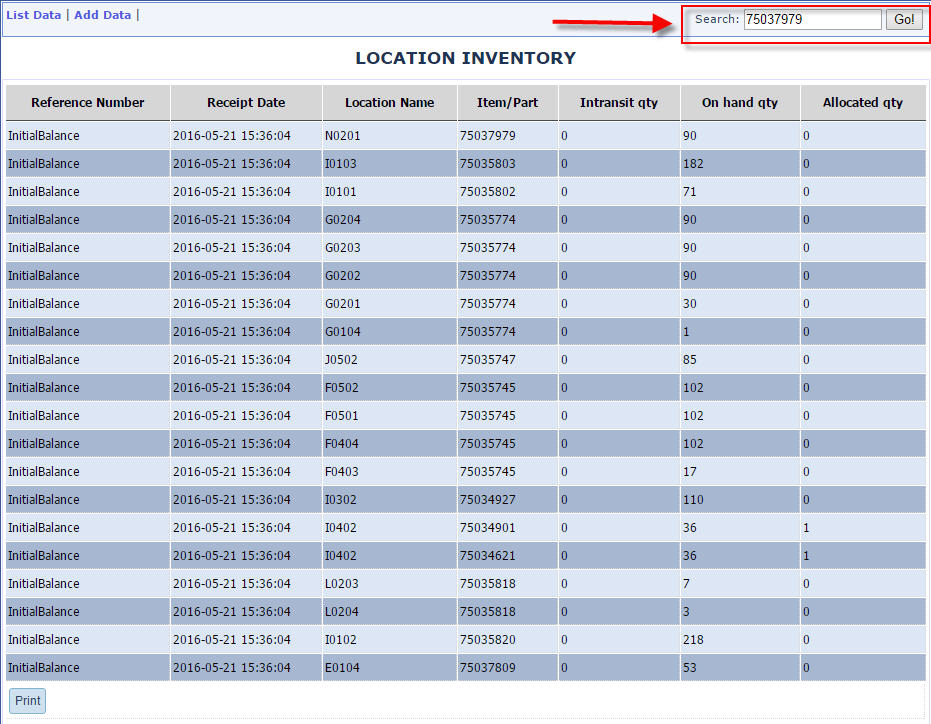 List Data | Add Data | Search: 75037979 Go!
LOCATION INVENTORY
Reference Number Receipt Date Location Name Item/Part Intransit qty On hand qty Allocated qty
InitialBalance 2016-05-21 15:36:04 N0201 75037979 0 90 0
InitialBalance 2016-05-21 15:36:04 I0103 75035803 0 182 0
InitialBalance 2016-05-21 15:36:04 I0101 75035802 0 71 0
InitialBalance 2016-05-21 15:36:04 G0204 75035774 0 90 0
InitialBalance 2016-05-21 15:36:04 G0203 75035774 0 90 0
InitialBalance 2016-05-21 15:36:04 G0202 75035774 0 90 0
InitialBalance 2016-05-21 15:36:04 G0201 75035774 0 30 0
InitialBalance 2016-05-21 15:36:04 G0104 75035774 0 1 0
InitialBalance 2016-05-21 15:36:04 J0502 75035747 0 85 0
InitialBalance 2016-05-21 15:36:04 F0502 75035745 0 102 0
InitialBalance 2016-05-21 15:36:04 F0501 75035745 0 102 0
InitialBalance 2016-05-21 15:36:04 F0404 75035745 0 102 0
InitialBalance 2016-05-21 15:36:04 F0403 75035745 0 17 0
InitialBalance 2016-05-21 15:36:04 I0302 75034927 0 110 0
InitialBalance 2016-05-21 15:36:04 I0402 75034901 0 36 1
InitialBalance 2016-05-21 15:36:04 I0402 75034621 0 36 1
InitialBalance 2016-05-21 15:36:04 L0203 75035818 0 7 0
InitialBalance 2016-05-21 15:36:04 L0204 75035818 0 3 0
InitialBalance 2016-05-21 15:36:04 I0102 75035820 0 218 0
InitialBalance 2016-05-21 15:36:04 E0104 75037809 0 53 0
Print